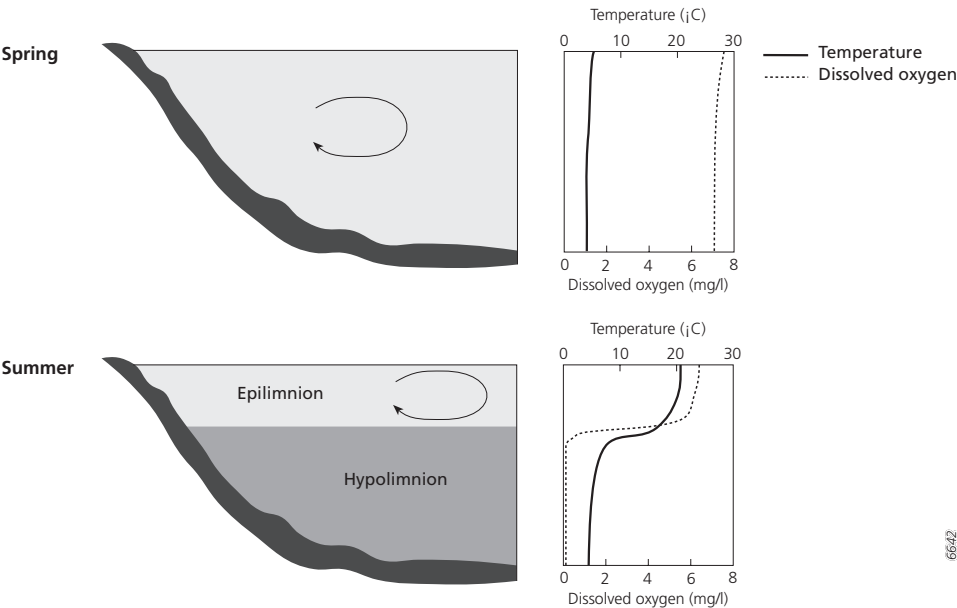 Temperature (¡C)
Spring
0 10 20 30
Temperature
Dissolved oxygen
0 2 4 6 8
Dissolved oxygen (mg/l)
Temperature (¡C)
0 10 20 30
Summer
Epilimnion
Hypolimnion
0 2 4 6 8
Dissolved oxygen (mg/l)
6642